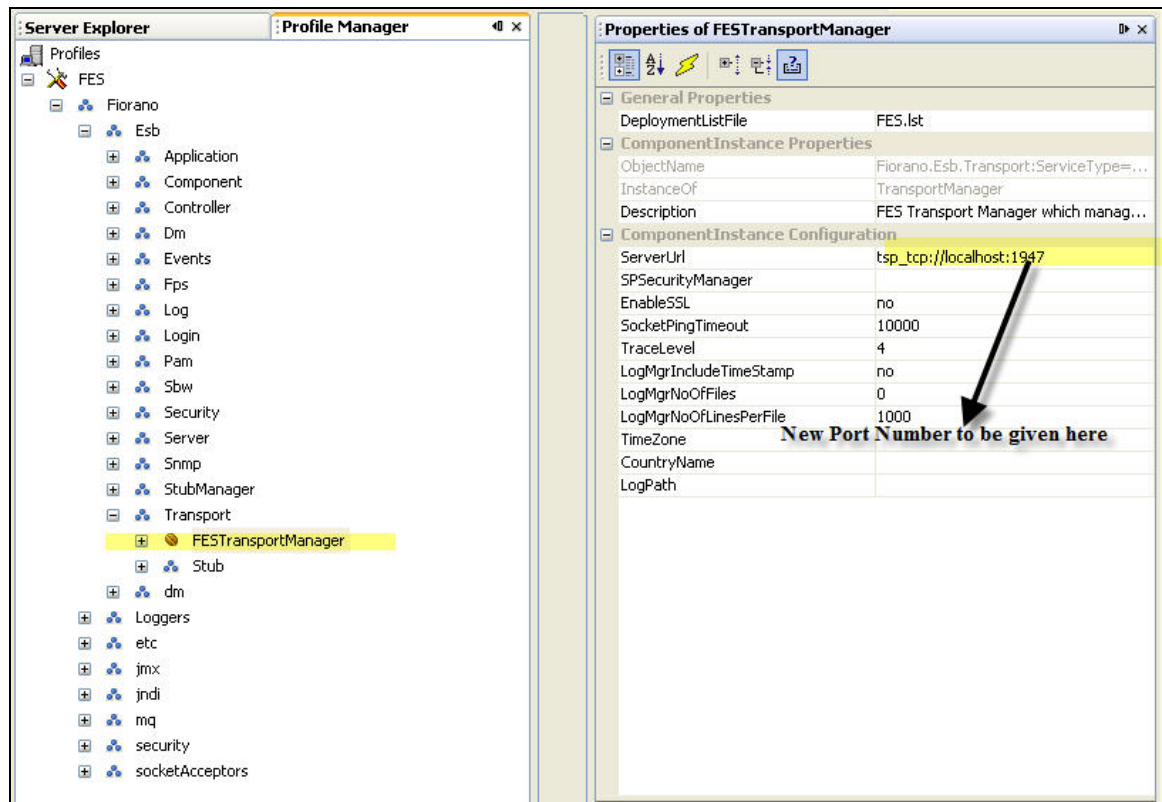 Server Explorer
Profile Manager
Profiles
FES
Fiorano
Esb
Application
Component
Controller
Dm
Events
Fps
Log
Login
Pam
Sbw
Security
Server
Snmp
StubManager
Transport
FESTransportManager
Stub
dm
Loggers
etc
jmx
jndi
mq
security
socketAcceptors
Properties of FESTransportManager
General Properties
DeploymentListFile FES.lst
ComponentInstance Properties
ObjectName Fiorano.Esb.Transport:ServiceType=...
InstanceOf TransportManager
Description FES Transport Manager which manag...
ComponentInstance Configuration
ServerUrl tsp_tcp://localhost:1947
SPSecurityManager
EnableSSL no
SocketPingTimeout 10000
TraceLevel 4
LogMgrIncludeTimeStamp no
LogMgrNoOfFiles 0
LogMgrNoOfLinesPerFile 1000
TimeZone New Port Number to be given here
CountryName
LogPath